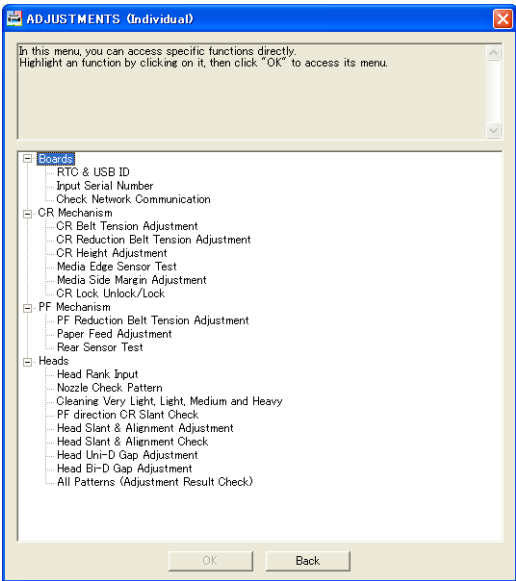 ADJUSTMENTS (Individual)
In this menu, you can access specific functions directly.
Highlight an function by clicking on it, then click "OK" to access its menu.
Boards
RTC & USB ID
Input Serial Number
Check Network Communication
CR Mechanism
CR Belt Tension Adjustment
CR Reduction Belt Tension Adjustment
CR Height Adjustment
Media Edge Sensor Test
Media Side Margin Adjustment
CR Lock Unlock/Lock
PF Mechanism
PF Reduction Belt Tension Adjustment
Paper Feed Adjustment
Rear Sensor Test
Heads
Head Rank Input
Nozzle Check Pattern
Cleaning Very Light, Light, Medium and Heavy
PF direction CR Slant Check
Head Slant & Alignment Adjustment
Head Slant & Alignment Check
Head Uni-D Gap Adjustment
Head Bi-D Gap Adjustment
All Patterns (Adjustment Result Check)
OK
Back